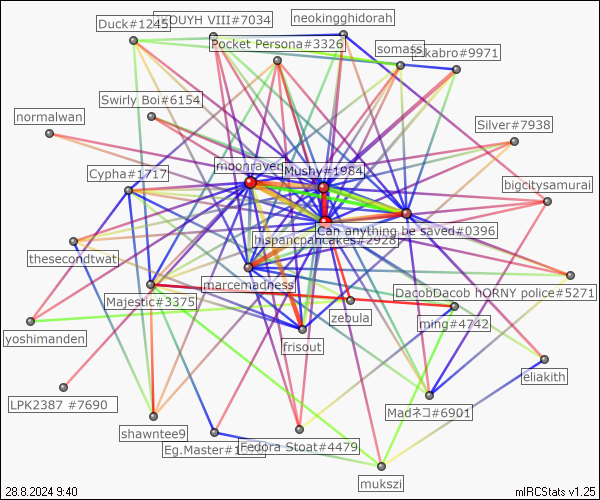 Duck#1245
OUYH VIII#7034
neokingghidorah
Pocket Persona#3326
somass
kabro#9971
Swirly Boi#6154
normalwan
Silver#7938
moonraven
Mushy#1984
Cypha#1717
bigcitysamurai
Can anything be saved#0396
hispancpancakes#2928
thesecondtwat
marcemadness
DacobDacob hORNY police#5271
Majestic#3375
zebula
ming#4742
yoshimanden
frisout
eliakith
LPK2387 #7690
Madネコ#6901
shawntee9
Eg.Master#1
Fedora Stoat#4479
mukszi
28.8.2024 9:40
mIRCStats v1.25